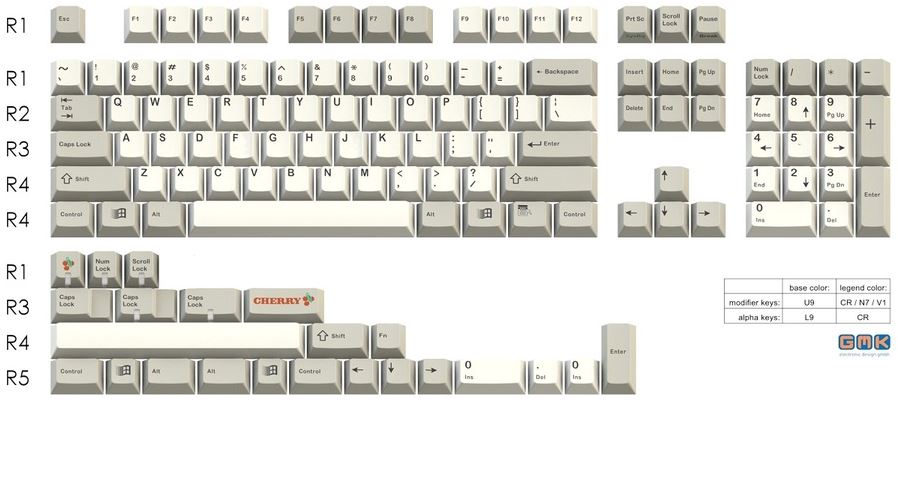 R1 Esc F1 F2 F3 F4 F5 F6 F7 F8 F9 F10 F11 F12 Prt Sc Scroll Lock Pause Break
R1 ~ ` ! 1 @ 2 # 3 $ 4 % 5 ^ 6 & 7 * 8 ( 9 ) 0 _ - + = ← Backspace Insert Home Pg Up Num Lock / * −
R2 Tab Q W E R T Y U I O P { [ } ] | \ Delete End Pg Dn 7 Home 8 ↑ 9 Pg Up +
R3 Caps Lock A S D F G H J K L : ; " ' Enter 4 ← 5 6 →
R4 Shift Z X C V B N M < , > . ? / Shift ↑ 1 End 2 ↓ 3 Pg Dn Enter
R4 Control Alt Alt Control ← ↓ → 0 Ins . Del
R1 Num Lock Scroll Lock
R3 Caps Lock Caps Lock Caps Lock CHERRY
R4 Shift Fn Enter
R5 Control Alt Alt Control ← ↓ → 0 Ins . Del 0 Ins
base color: legend color:
modifier keys: U9 CR / N7 / V1
alpha keys: L9 CR
GMK
electronic design gmbh